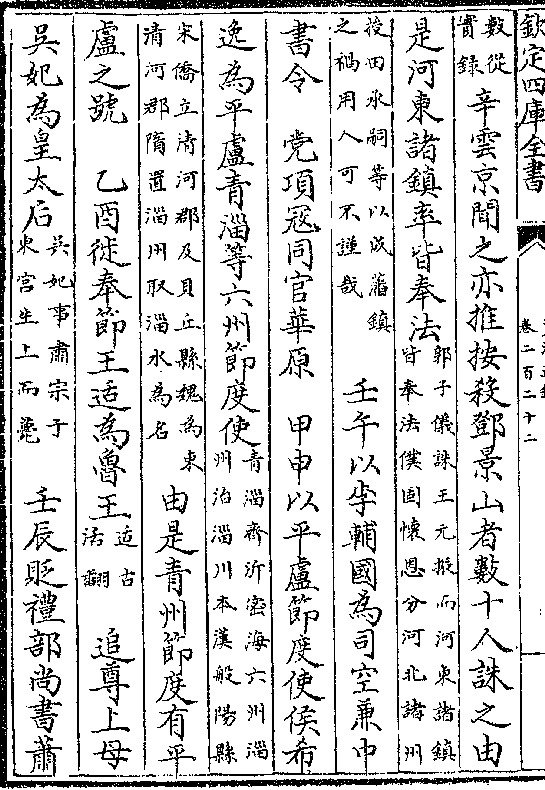 欽定四庫全書 卷二百二十二
數從實錄 辛雲京聞之亦推按殺鄧景山者數十人誅之由
是河東諸鎮率皆奉法 郭子儀誅王元振而河東諸鎮皆奉法僕固懷恩分河北諸州
授田承嗣等以成藩鎮之禍用人可不謹哉 壬午以李輔國為司空兼中
書令 党項寇同官華原 甲申以平盧節度使侯希
逸為平盧青淄等六州節度使 青淄齊沂密海六州淄州治淄川本漢般陽縣
宋僑立清河郡及貝丘縣魏為東清河郡隋置淄州取淄水為名 由是青州節度有平
盧之號 乙酉徙奉節王适為魯王 适古活翻 追尊上母
吳妃為皇太后 吳妃事肅宗于東宮生上而薨 壬辰貶禮部尚書蕭